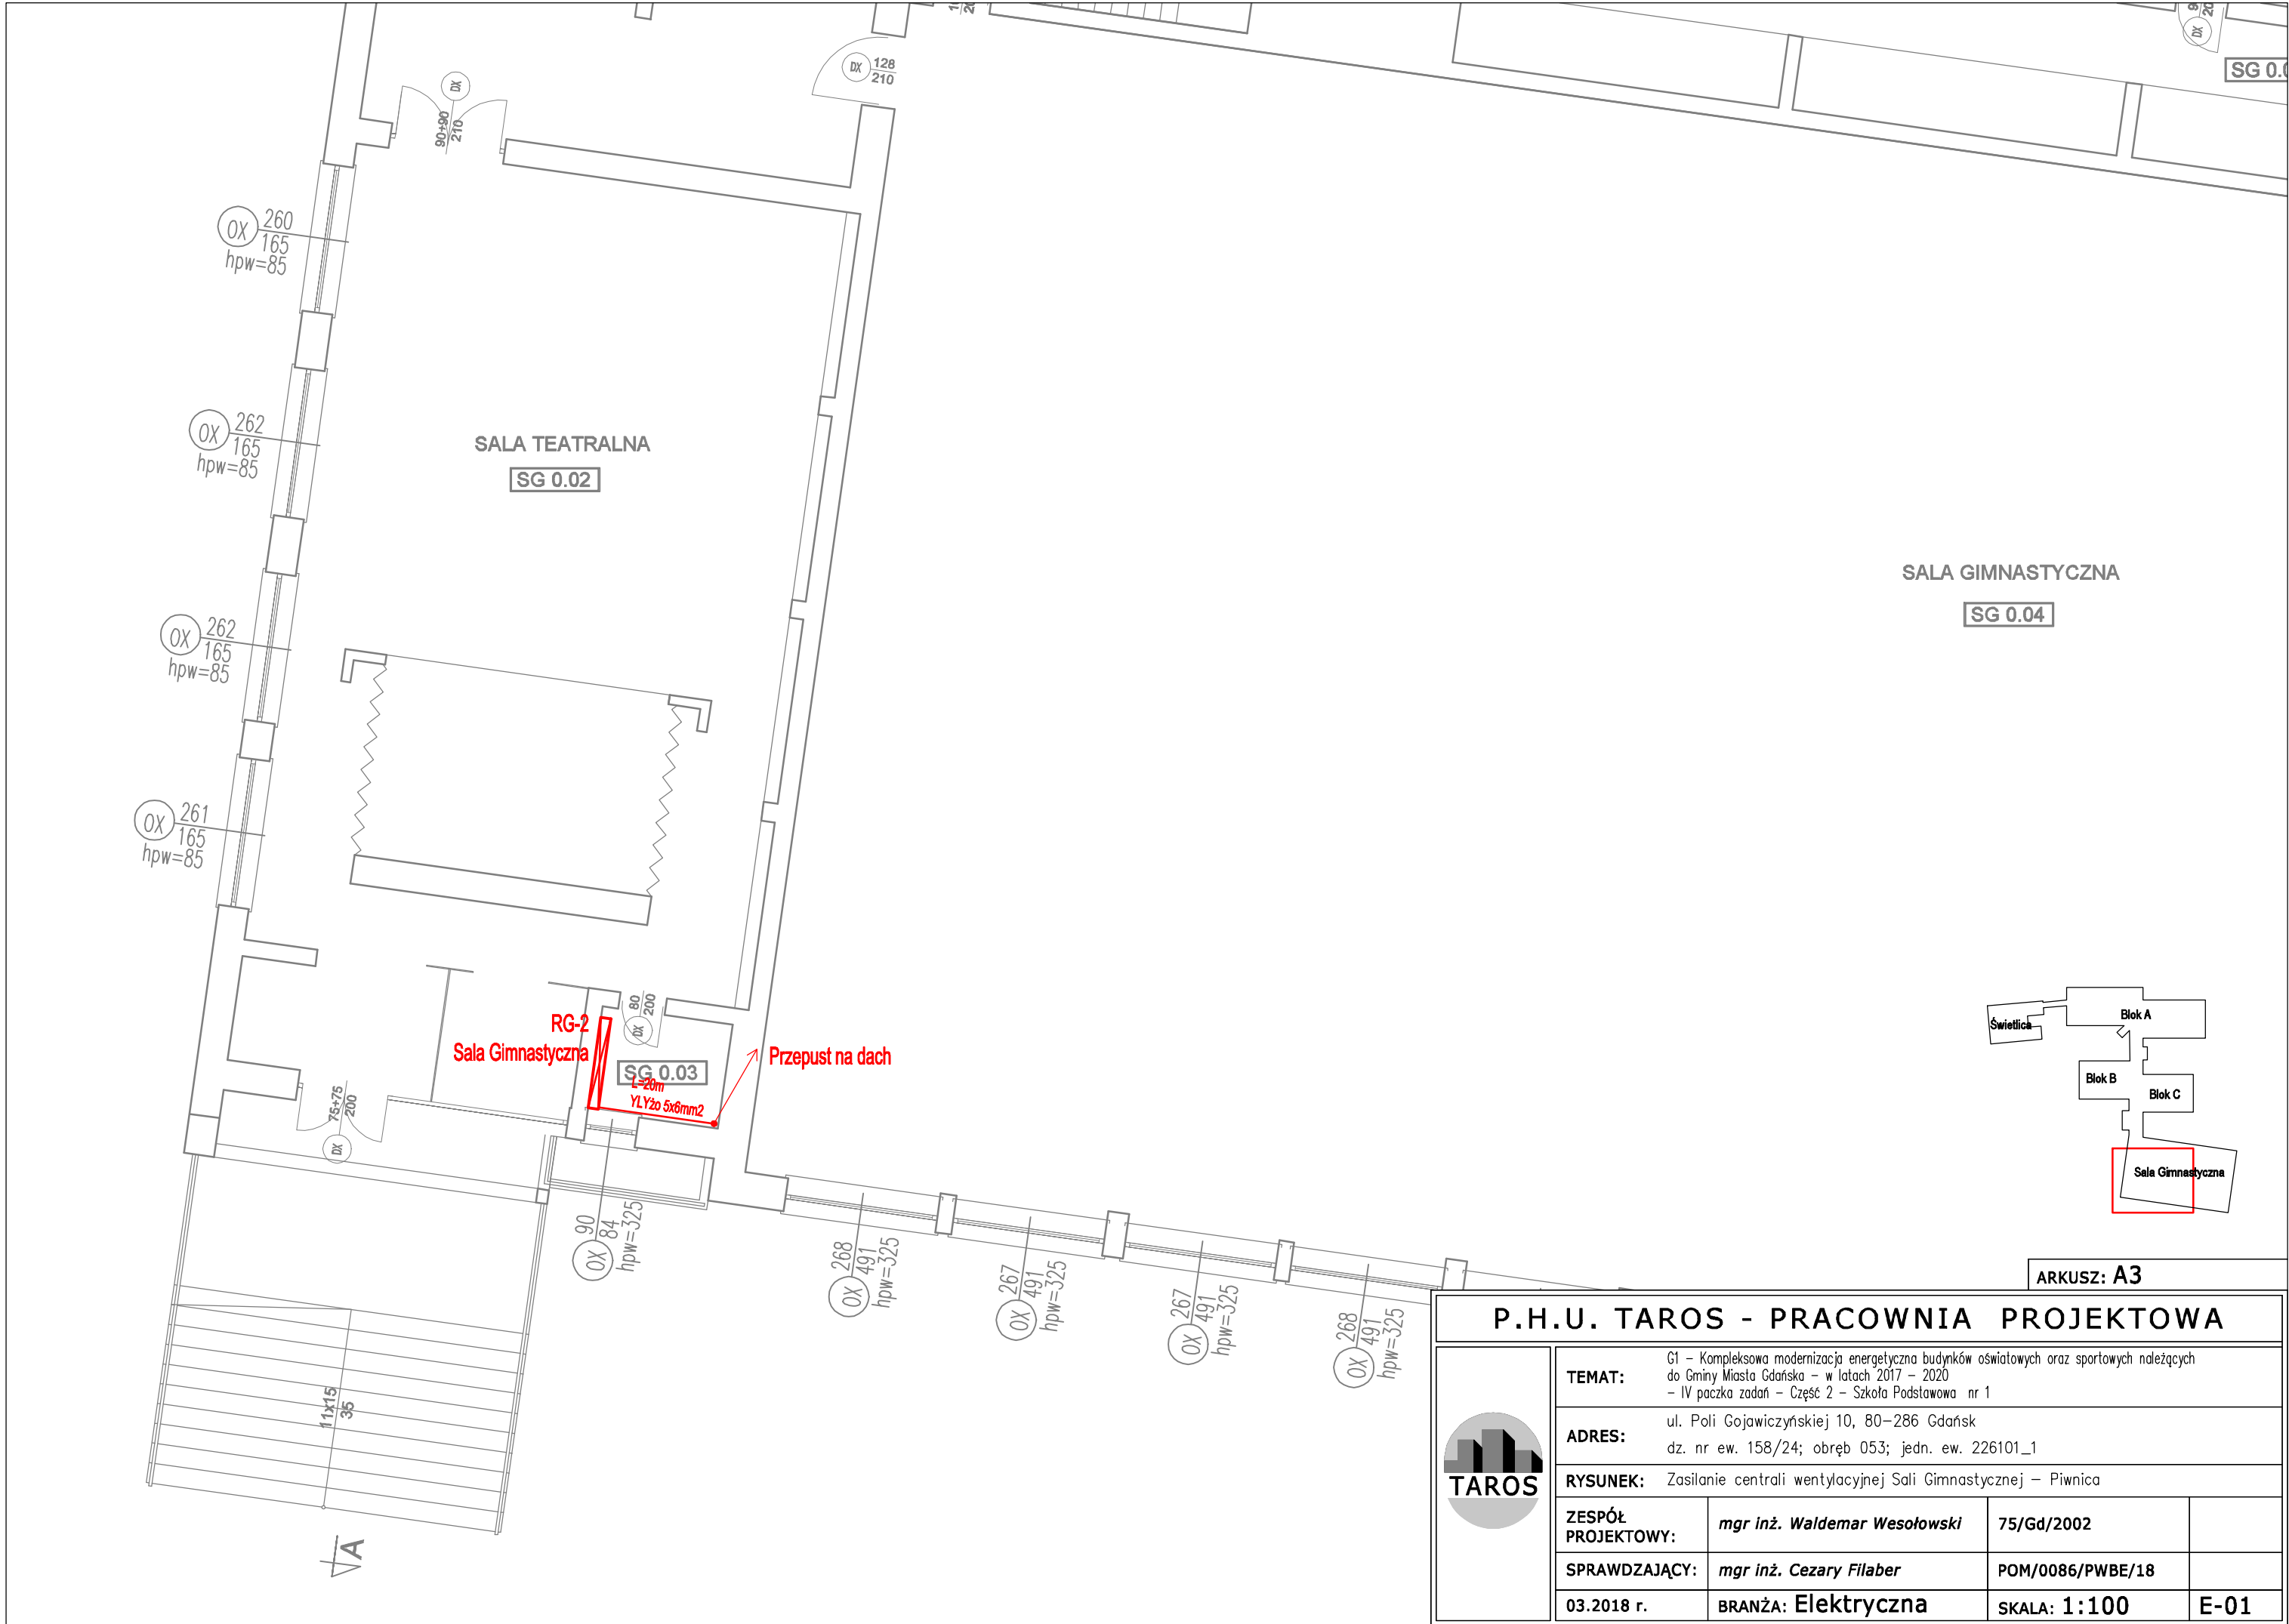 DX 128
210
DX
90+90
210
DX
SG 0.0
OX 260
165
hpw=85
OX 262
165
hpw=85
SALA TEATRALNA
SG 0.02
SALA GIMNASTYCZNA
SG 0.04
OX 262
165
hpw=85
OX 261
165
hpw=85
80
200
DX
RG-2
Sala Gimnastyczna
Przepust na dach
SG 0.03
L=20m
YLYżo 5x6mm2
75+75
200
DX
OX 90
84
hpw=325
OX 268
491
hpw=325
OX 267
491
hpw=325
OX 267
491
hpw=325
OX 268
491
hpw=325
11x15
35
A
Świetlica
Blok A
Blok B
Blok C
Sala Gimnastyczna
ARKUSZ: A3
P.H.U. TAROS - PRACOWNIA PROJEKTOWA
TAROS
TEMAT: G1 – Kompleksowa modernizacja energetyczna budynków oświatowych oraz sportowych należących
do Gminy Miasta Gdańska – w latach 2017 – 2020
– IV paczka zadań – Część 2 – Szkoła Podstawowa nr 1
ADRES: ul. Poli Gojawiczyńskiej 10, 80–286 Gdańsk
dz. nr ew. 158/24; obręb 053; jedn. ew. 226101_1
RYSUNEK: Zasilanie centrali wentylacyjnej Sali Gimnastycznej – Piwnica
ZESPÓŁ
PROJEKTOWY: mgr inż. Waldemar Wesołowski 75/Gd/2002
SPRAWDZAJĄCY: mgr inż. Cezary Filaber POM/0086/PWBE/18
03.2018 r. BRANŻA: Elektryczna SKALA: 1:100 E-01